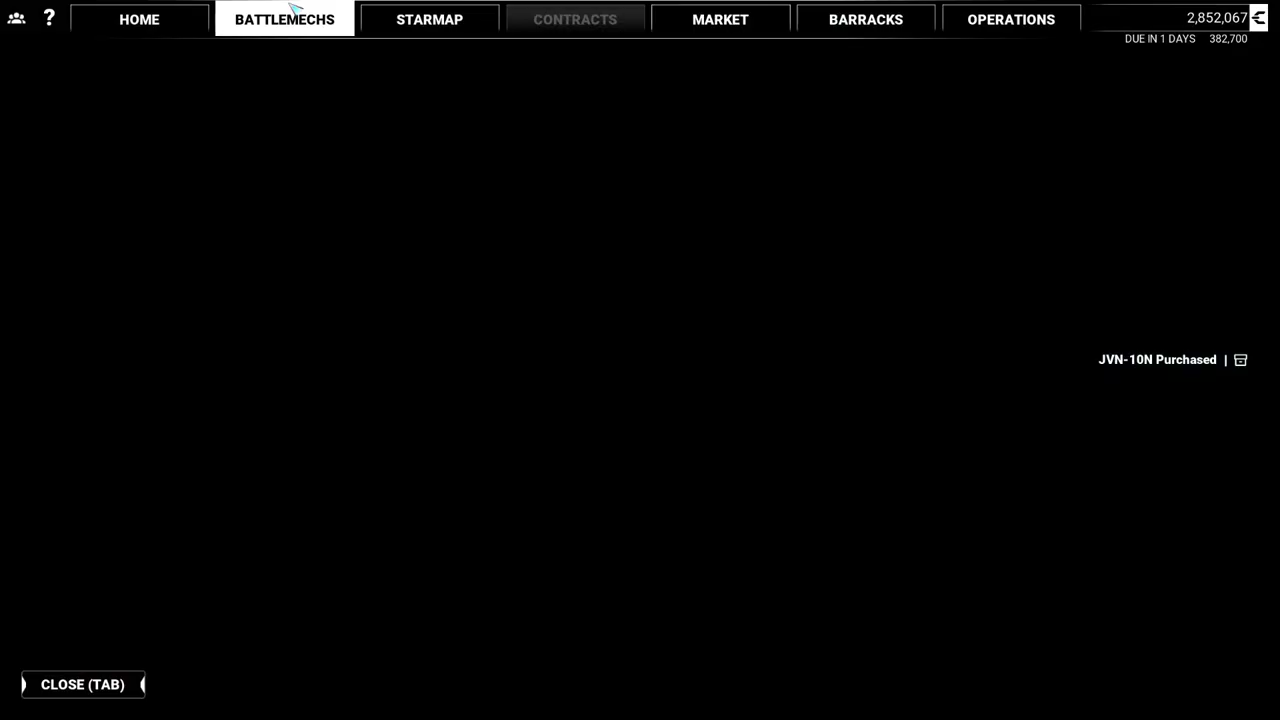 ? HOME BATTLEMECHS STARMAP CONTRACTS MARKET BARRACKS OPERATIONS 2,852,067
DUE IN 1 DAYS 382,700
JVN-10N Purchased |
CLOSE (TAB)